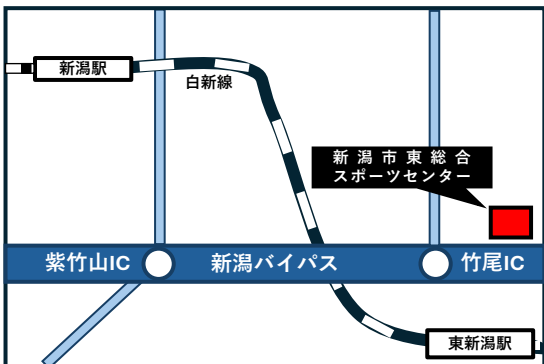 新潟駅
白新線
新潟市東総合
スポーツセンター
紫竹山IC
新潟バイパス
竹尾IC
東新潟駅